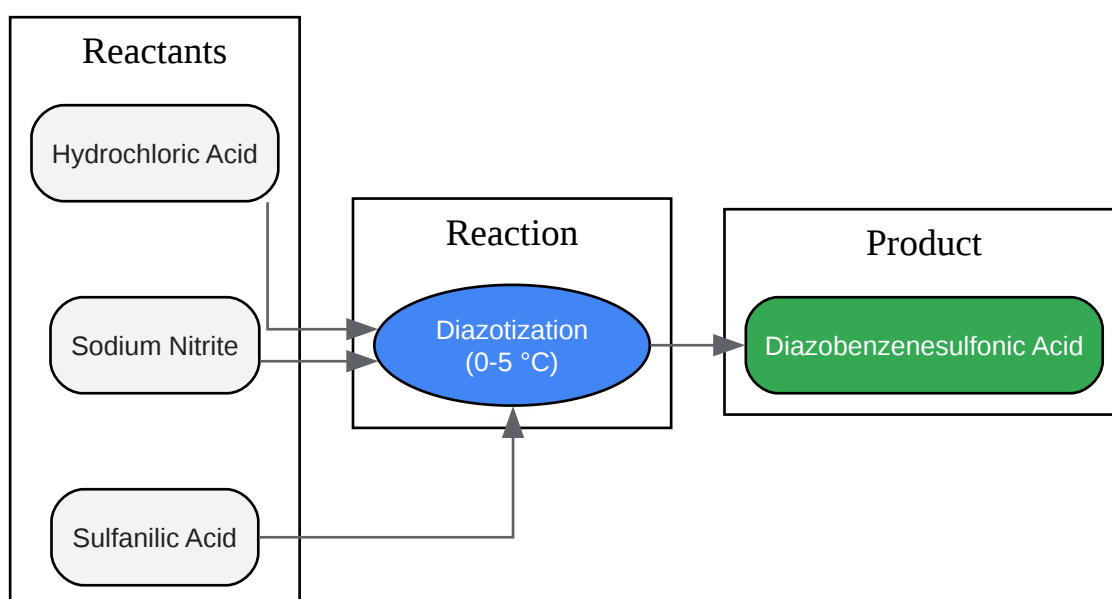 Reactants
Hydrochloric Acid
Sodium Nitrite
Sulfanilic Acid
Reaction
Diazotization
(0-5 °C)
Product
Diazobenzenesulfonic Acid